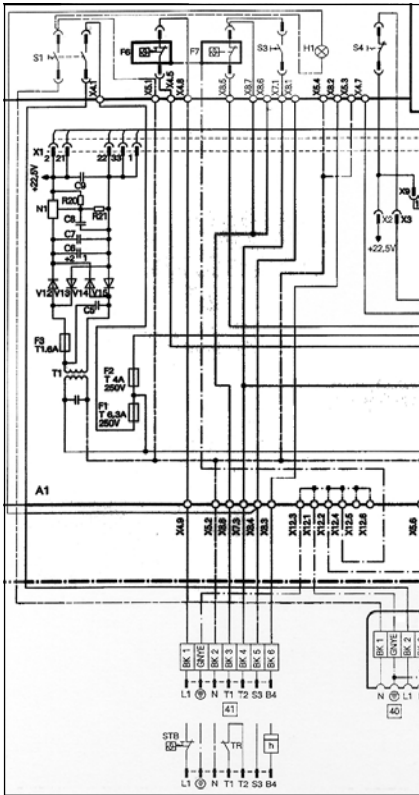 S1
F6
F7
S3
H1
S4
X4.1
X5.1
X4.5
X4.8
X8.5
X8.7
X8.6
X7.1
X8.1
X5.4
X8.2
X5.3
X4.7
X1
2 21 22 33 1
+22,5V
C9
R20
N1
R21
C8
C7
C6
+2 1
V12 V13 V14 V15
C5
F3
T1,6A
T1
F2
T 4A
250V
F1
T 6,3A
250V
X9
X2 X3
+22,5V
A1
X4.9
X5.2
X8.8
X7.3
X8.4
X8.3
X12.3
X12.1
X12.2
X12.4
X12.5
X12.6
X5.6
BK 1
GNYE
BK 2
BK 3
BK 4
BK 5
BK 6
L1 N T1 T2 S3 B4
41
BK 1
GNYE
BK 2
N L1
40
STB
TR
h
L1 N T1 T2 S3 B4